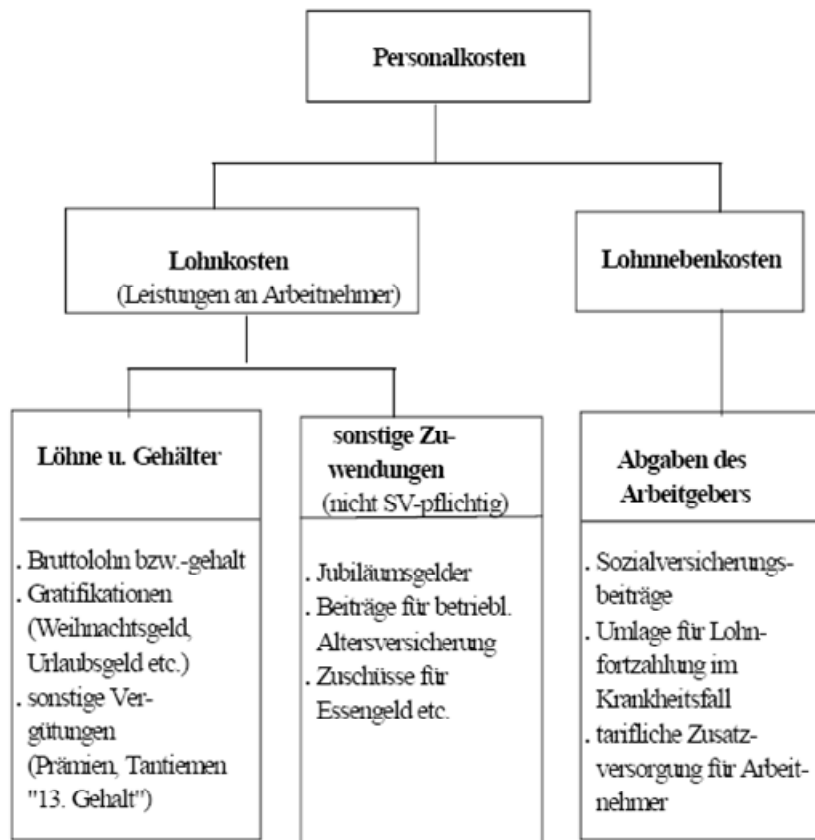 Personalkosten
Lohnkosten
(Leistungen an Arbeitnehmer)
Lohnnebenkosten
Löhne u. Gehälter
. Bruttolohn bzw.-gehalt
. Gratifikationen
(Weihnachtsgeld,
Urlaubsgeld etc.)
. sonstige Ver-
gütungen
(Prämien, Tantiemen
"13. Gehalt")
sonstige Zu-
wendungen
(nicht SV-pflichtig)
. Jubiläumsgelder
. Beiträge für betriebl.
Altersversicherung
. Zuschüsse für
Essengeld etc.
Abgaben des
Arbeitgebers
. Sozialversicherungs-
beiträge
. Umlage für Lohn-
fortzahlung im
Krankheitsfall
. tarifliche Zusatz-
versorgung für Arbeit-
nehmer